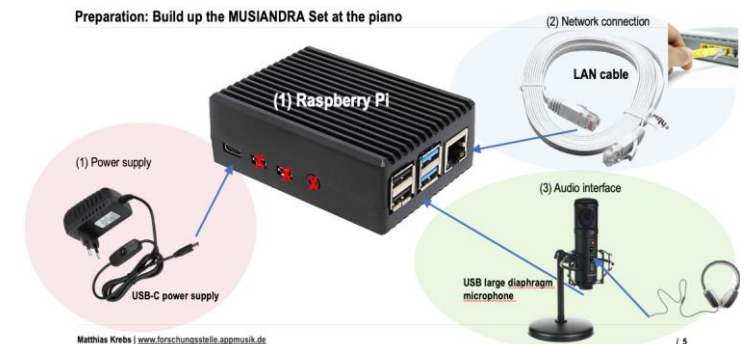 Preparation: Build up the MUSIANDRA Set at the piano
(2) Network connection
LAN cable
(1) Raspberry Pi
(1) Power supply
(3) Audio interface
USB large diaphragm
microphone
USB-C power supply
Matthias Krebs | www.forschungsstelle.appmusik.de
/ 5